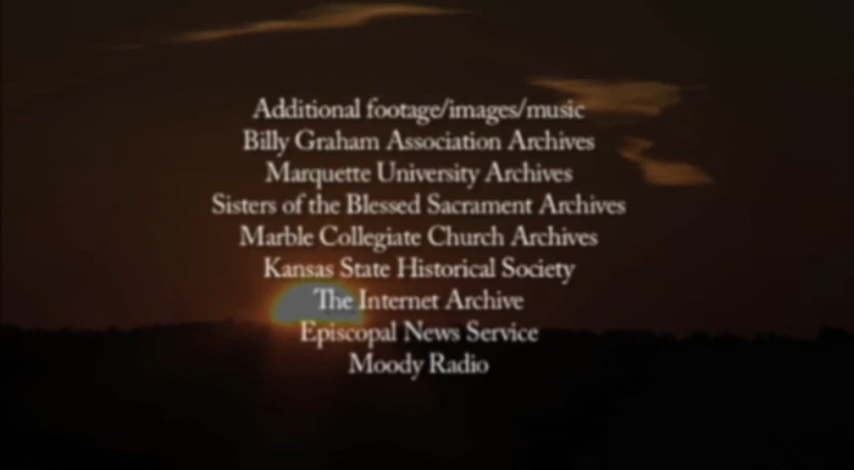 Additional footage/images/music
Billy Graham Association Archives
Marquette University Archives
Sisters of the Blessed Sacrament Archives
Marble Collegiate Church Archives
Kansas State Historical Society
The Internet Archive
Episcopal News Service
Moody Radio